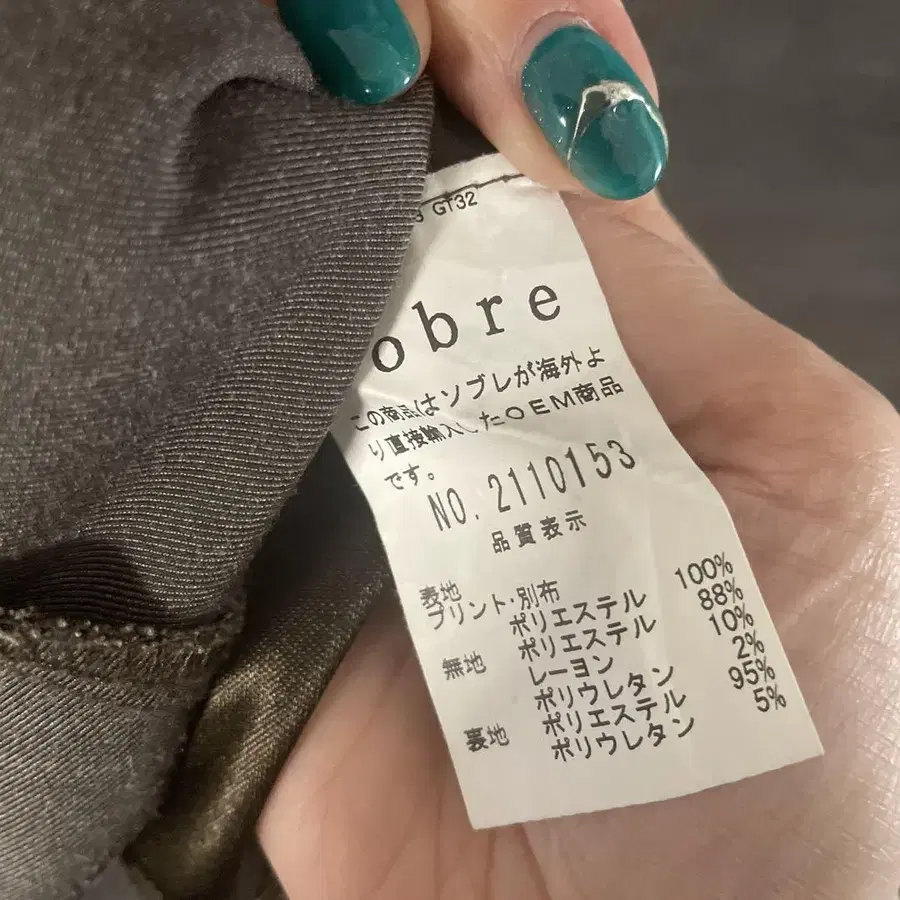 3 GT32
obre
この商品はソブレが海外よ
り直接輸入したOEM商品
です。
NO. 2110153
品質表示
表地
プリント・別布
ポリエステル 100%
無地 ポリエステル 88%
レーヨン 10%
ポリウレタン 2%
裏地 ポリエステル 95%
ポリウレタン 5%